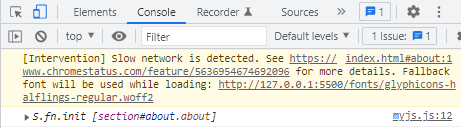 Elements Console Recorder Sources » 1
top Filter Default levels 1 Issue: 1
[Intervention] Slow network is detected. See https:// index.html#about:1
www.chromestatus.com/feature/5636954674692096 for more details. Fallback
font will be used while loading: http://127.0.0.1:5500/fonts/glyphicons-h
alflings-regular.woff2
S.fn.init [section#about.about] myjs.js:12